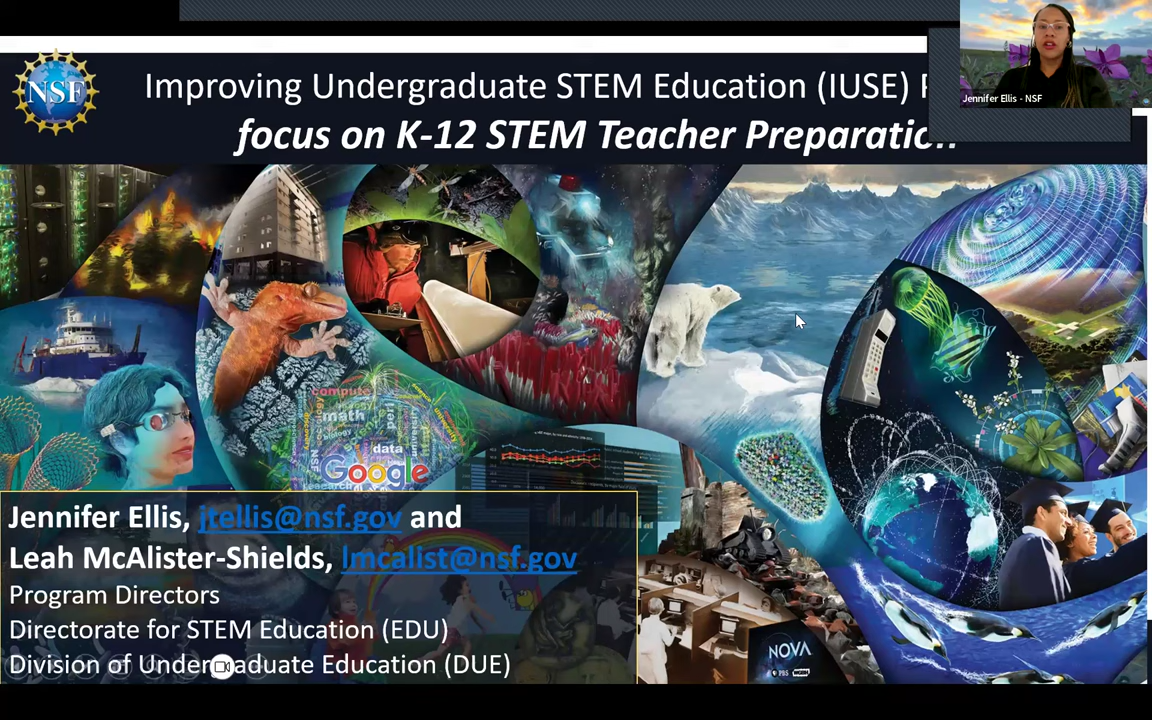 Jennifer Ellis - NSF
NSF
Improving Undergraduate STEM Education (IUSE)
focus on K-12 STEM Teacher Preparation
compute
math
data
Google
Jennifer Ellis, jtellis@nsf.gov and
Leah McAlister-Shields, lmcalist@nsf.gov
Program Directors
Directorate for STEM Education (EDU)
Division of Undergraduate Education (DUE)
NOVA
PBS